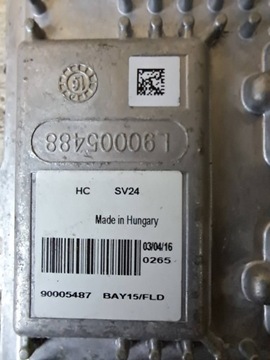 L90005488
HC SV24
Made in Hungary
03/04/16
0265
90005487 BAY15/FLD